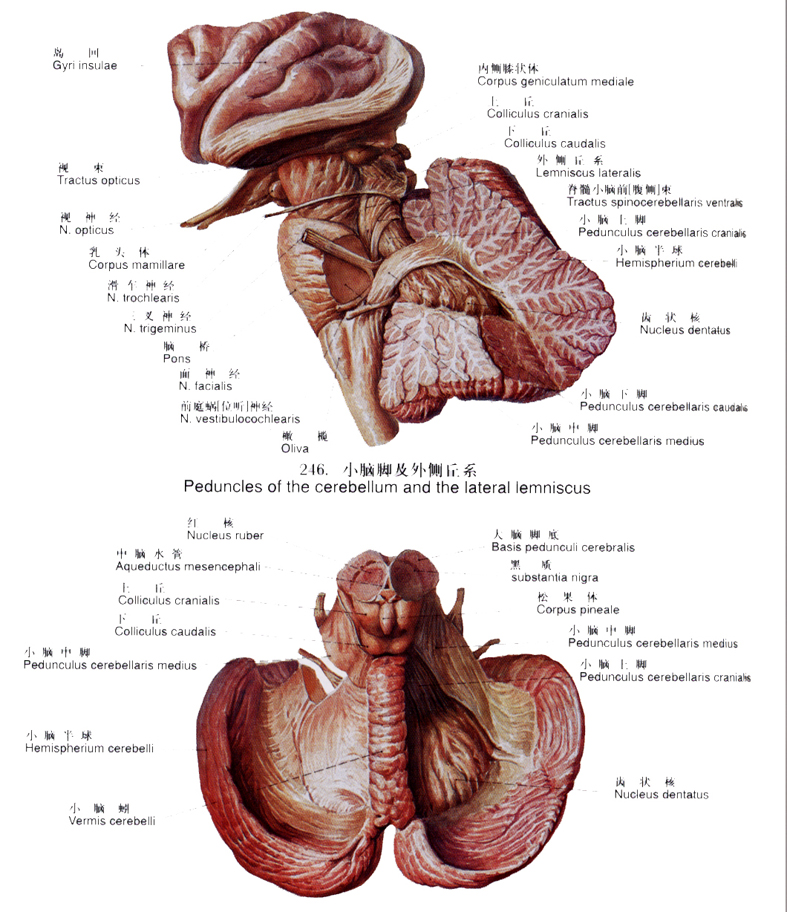 岛 回
Gyri insulae
视 束
Tractus opticus
视 神 经
N. opticus
乳 头 体
Corpus mamillare
滑 车 神 经
N. trochlearis
三 叉 神 经
N. trigeminus
脑 桥
Pons
面 神 经
N. facialis
前庭蜗[位听]神经
N. vestibulocochlearis
橄 榄
Oliva
内侧膝状体
Corpus geniculatum mediale
上 丘
Colliculus cranialis
下 丘
Colliculus caudalis
外 侧 丘 系
Lemniscus lateralis
脊髓小脑前[腹侧]束
Tractus spinocerebellaris ventralis
小 脑 上 脚
Pedunculus cerebellaris cranialis
小 脑 半 球
Hemispherium cerebelli
齿 状 核
Nucleus dentatus
小 脑 下 脚
Pedunculus cerebellaris caudalis
小 脑 中 脚
Pedunculus cerebellaris medius
246. 小脑脚及外侧丘系
Peduncles of the cerebellum and the lateral lemniscus
红 核
Nucleus ruber
中 脑 水 管
Aqueductus mesencephali
上 丘
Colliculus cranialis
下 丘
Colliculus caudalis
小 脑 中 脚
Pedunculus cerebellaris medius
小 脑 半 球
Hemispherium cerebelli
小 脑 蚓
Vermis cerebelli
大 脑 脚 底
Basis pedunculi cerebralis
黑 质
substantia nigra
松 果 体
Corpus pineale
小 脑 中 脚
Pedunculus cerebellaris medius
小 脑 上 脚
Pedunculus cerebellaris cranialis
齿 状 核
Nucleus dentatus